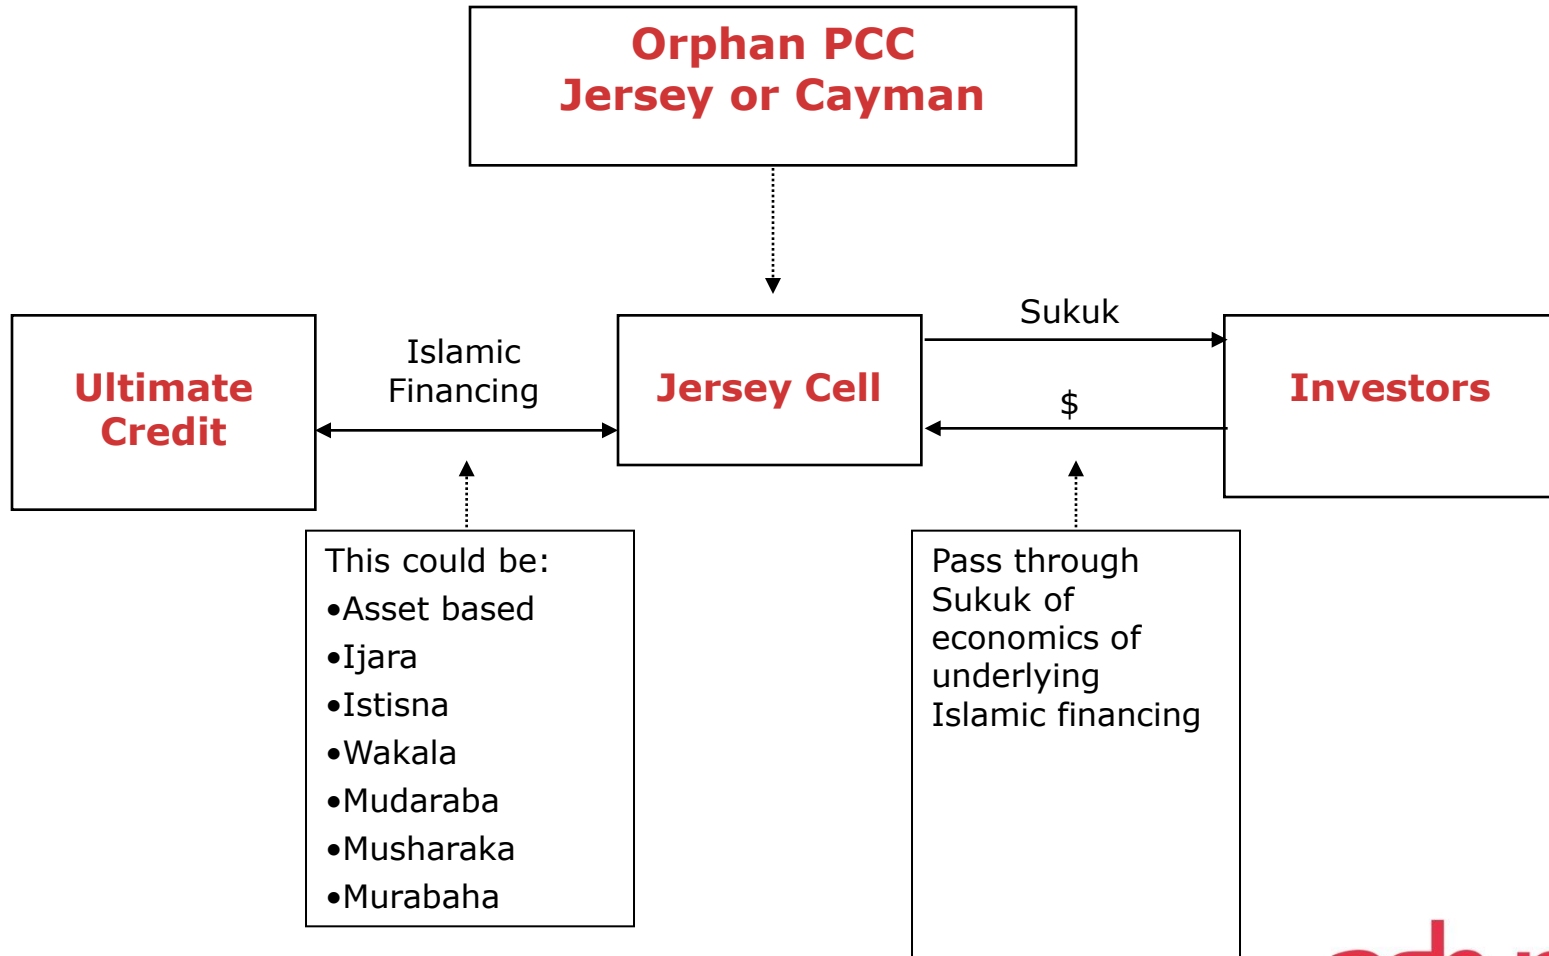 Orphan PCC
Jersey or Cayman
Ultimate
Credit
Islamic
Financing
Jersey Cell
Sukuk
$
Investors
This could be:
•Asset based
•Ijara
•Istisna
•Wakala
•Mudaraba
•Musharaka
•Murabaha
Pass through
Sukuk of
economics of
underlying
Islamic financing